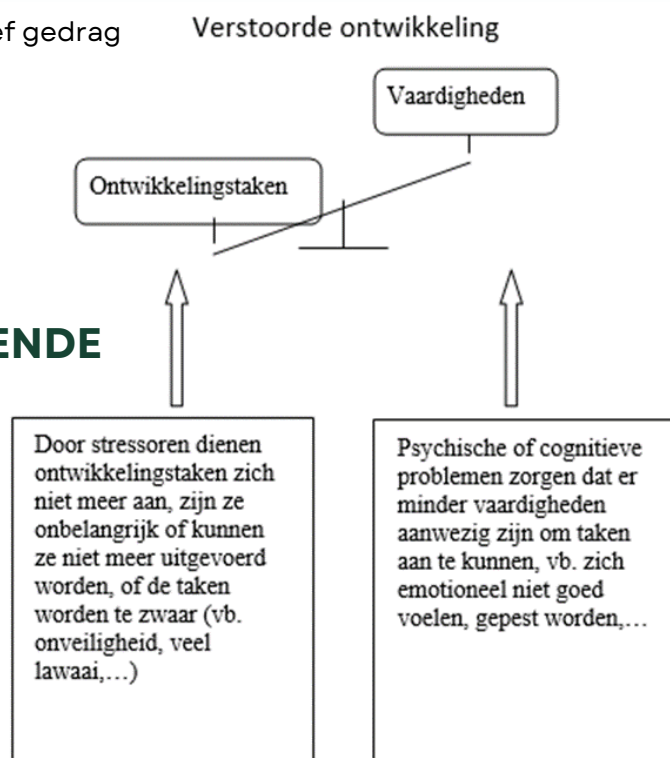 ef gedrag
Verstoorde ontwikkeling
Vaardigheden
Ontwikkelingstaken
ENDE
Door stressoren dienen
ontwikkelingstaken zich
niet meer aan, zijn ze
onbelangrijk of kunnen
ze niet meer uitgevoerd
worden, of de taken
worden te zwaar (vb.
onveiligheid, veel
lawaai,…)
Psychische of cognitieve
problemen zorgen dat er
minder vaardigheden
aanwezig zijn om taken
aan te kunnen, vb. zich
emotioneel niet goed
voelen, gepest worden,…